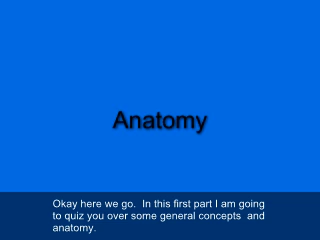 Anatomy
Okay here we go.  In this first part I am going
to quiz you over some general concepts  and
anatomy.